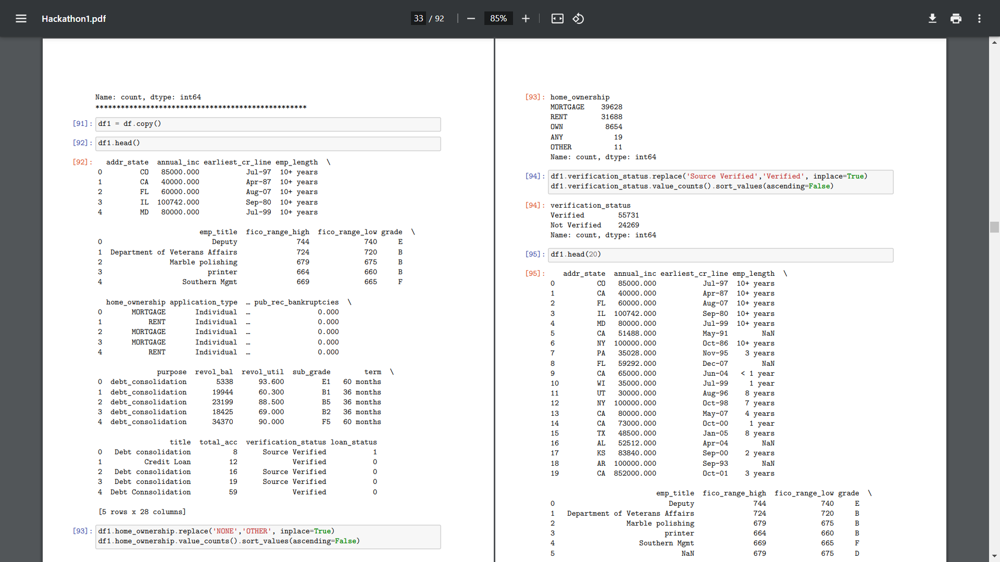 Hackathon1.pdf
33 / 92
85%
Name: count, dtype: int64
**************************************************
[91]: df1 = df.copy()
[92]: df1.head()
[92]: addr_state annual_inc earliest_cr_line emp_length \
0 CO 85000.000 Jul-97 10+ years
1 CA 40000.000 Apr-87 10+ years
2 FL 60000.000 Aug-07 10+ years
3 IL 100742.000 Sep-80 10+ years
4 MD 80000.000 Jul-99 10+ years
emp_title fico_range_high fico_range_low grade \
0 Deputy 744 740 E
1 Department of Veterans Affairs 724 720 B
2 Marble polishing 679 675 B
3 printer 664 660 B
4 Southern Mgmt 669 665 F
home_ownership application_type … pub_rec_bankruptcies \
0 MORTGAGE Individual … 0.000
1 RENT Individual … 0.000
2 MORTGAGE Individual … 0.000
3 MORTGAGE Individual … 0.000
4 RENT Individual … 0.000
purpose revol_bal revol_util sub_grade term \
0 debt_consolidation 5338 93.600 E1 60 months
1 debt_consolidation 19944 60.300 B1 36 months
2 debt_consolidation 23199 88.500 B5 36 months
3 debt_consolidation 18425 69.000 B2 36 months
4 debt_consolidation 34370 90.000 F5 60 months
title total_acc verification_status loan_status
0 Debt consolidation 8 Source Verified 1
1 Credit Loan 12 Verified 0
2 Debt consolidation 16 Source Verified 0
3 Debt consolidation 19 Source Verified 0
4 Debt Connsolidation 59 Verified 0
[5 rows x 28 columns]
[93]: df1.home_ownership.replace('NONE','OTHER', inplace=True)
df1.home_ownership.value_counts().sort_values(ascending=False)
[93]: home_ownership
MORTGAGE 39628
RENT 31688
OWN 8654
ANY 19
OTHER 11
Name: count, dtype: int64
[94]: df1.verification_status.replace('Source Verified','Verified', inplace=True)
df1.verification_status.value_counts().sort_values(ascending=False)
[94]: verification_status
Verified 55731
Not Verified 24269
Name: count, dtype: int64
[95]: df1.head(20)
[95]: addr_state annual_inc earliest_cr_line emp_length \
0 CO 85000.000 Jul-97 10+ years
1 CA 40000.000 Apr-87 10+ years
2 FL 60000.000 Aug-07 10+ years
3 IL 100742.000 Sep-80 10+ years
4 MD 80000.000 Jul-99 10+ years
5 CA 51488.000 May-91 NaN
6 NY 100000.000 Oct-86 10+ years
7 PA 35028.000 Nov-95 3 years
8 FL 59292.000 Dec-07 NaN
9 CA 65000.000 Jun-04 < 1 year
10 WI 35000.000 Jul-99 1 year
11 UT 30000.000 Aug-96 8 years
12 NY 100000.000 Oct-98 7 years
13 CA 80000.000 May-07 4 years
14 CA 73000.000 Oct-00 1 year
15 TX 48500.000 Jan-05 8 years
16 AL 52512.000 Apr-04 NaN
17 KS 83840.000 Sep-00 2 years
18 AR 100000.000 Sep-93 NaN
19 CA 852000.000 Oct-01 3 years
emp_title fico_range_high fico_range_low grade \
0 Deputy 744 740 E
1 Department of Veterans Affairs 724 720 B
2 Marble polishing 679 675 B
3 printer 664 660 B
4 Southern Mgmt 669 665 F
5 NaN 679 675 D